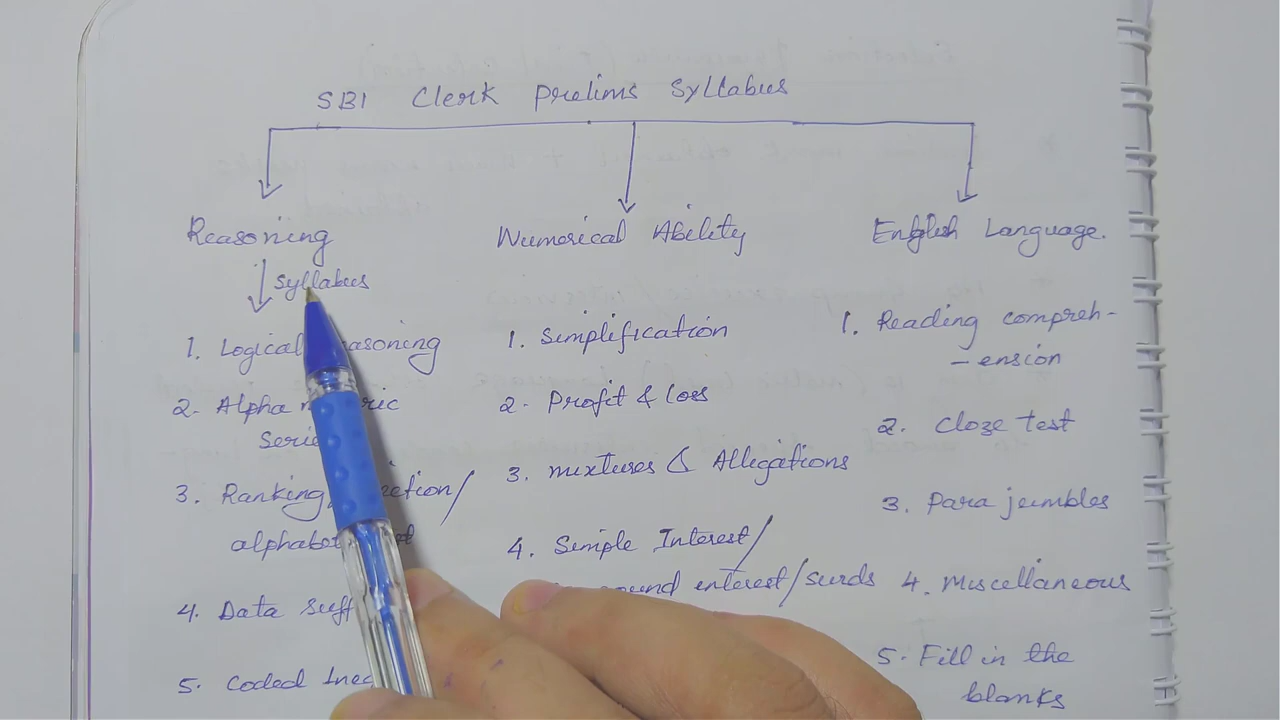 SBI Clerk Prelims Syllabus
Reasoning
Syllabus
1. Logical
2. Alpha
3. Ranking,
4. Data
5. Coded
Numerical Ability
1. Simplification
2. Profit & Loss
3. Mixtures & Allegations
4. Simple Interest/
interest/surds
English Language.
1. Reading compreh-
-ension
2. Cloze test
3. Para jumbles
4. Miscellaneous
5. Fill in the
blanks